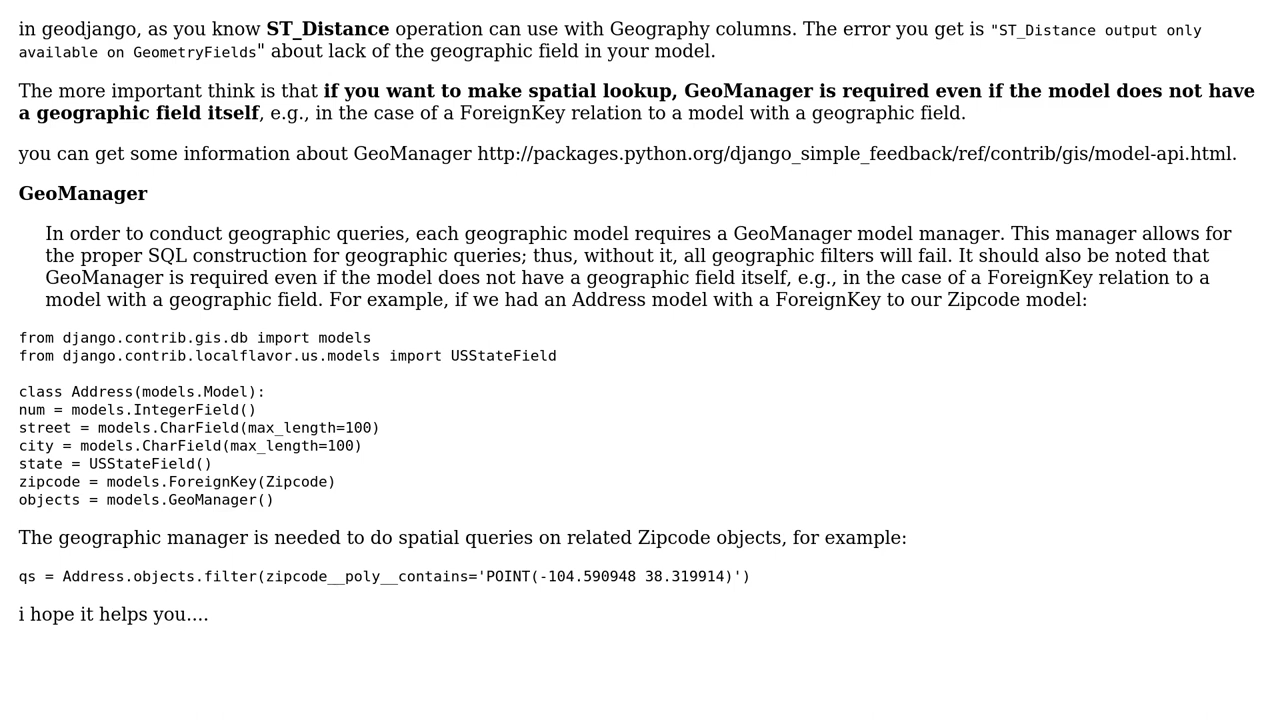 in geodjango, as you know ST_Distance operation can use with Geography columns. The error you get is "ST_Distance output only
available on GeometryFields" about lack of the geographic field in your model.
The more important think is that if you want to make spatial lookup, GeoManager is required even if the model does not have
a geographic field itself, e.g., in the case of a ForeignKey relation to a model with a geographic field.
you can get some information about GeoManager http://packages.python.org/django_simple_feedback/ref/contrib/gis/model-api.html.
GeoManager
In order to conduct geographic queries, each geographic model requires a GeoManager model manager. This manager allows for
the proper SQL construction for geographic queries; thus, without it, all geographic filters will fail. It should also be noted that
GeoManager is required even if the model does not have a geographic field itself, e.g., in the case of a ForeignKey relation to a
model with a geographic field. For example, if we had an Address model with a ForeignKey to our Zipcode model:
from django.contrib.gis.db import models
from django.contrib.localflavor.us.models import USStateField
class Address(models.Model):
num = models.IntegerField()
street = models.CharField(max_length=100)
city = models.CharField(max_length=100)
state = USStateField()
zipcode = models.ForeignKey(Zipcode)
objects = models.GeoManager()
The geographic manager is needed to do spatial queries on related Zipcode objects, for example:
qs = Address.objects.filter(zipcode__poly__contains='POINT(-104.590948 38.319914)')
i hope it helps you....